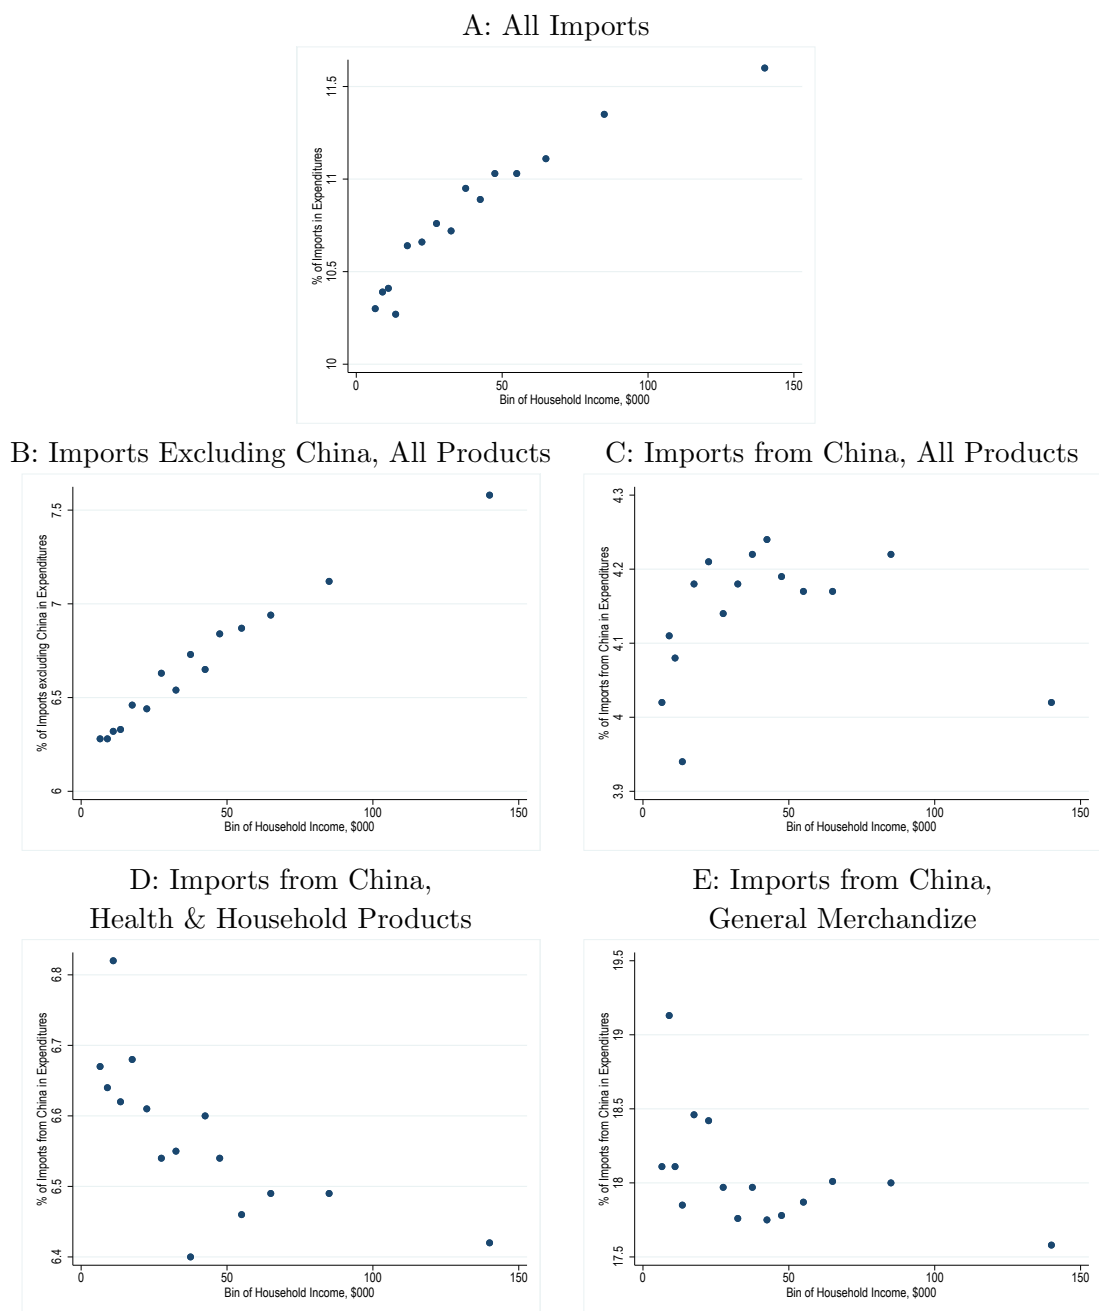 A: All Imports
% of Imports in Expenditures
11.5
11
10.5
10
0 50 100 150
Bin of Household Income, $000
B: Imports Excluding China, All Products
% of Imports excluding China in Expenditures
7.5
7
6.5
6
0 50 100 150
Bin of Household Income, $000
C: Imports from China, All Products
% of Imports from China in Expenditures
4.3
4.2
4.1
4
3.9
0 50 100 150
Bin of Household Income, $000
D: Imports from China,
Health & Household Products
% of Imports from China in Expenditures
6.8
6.7
6.6
6.5
6.4
0 50 100 150
Bin of Household Income, $000
E: Imports from China,
General Merchandize
% of Imports from China in Expenditures
19.5
19
18.5
18
17.5
0 50 100 150
Bin of Household Income, $000